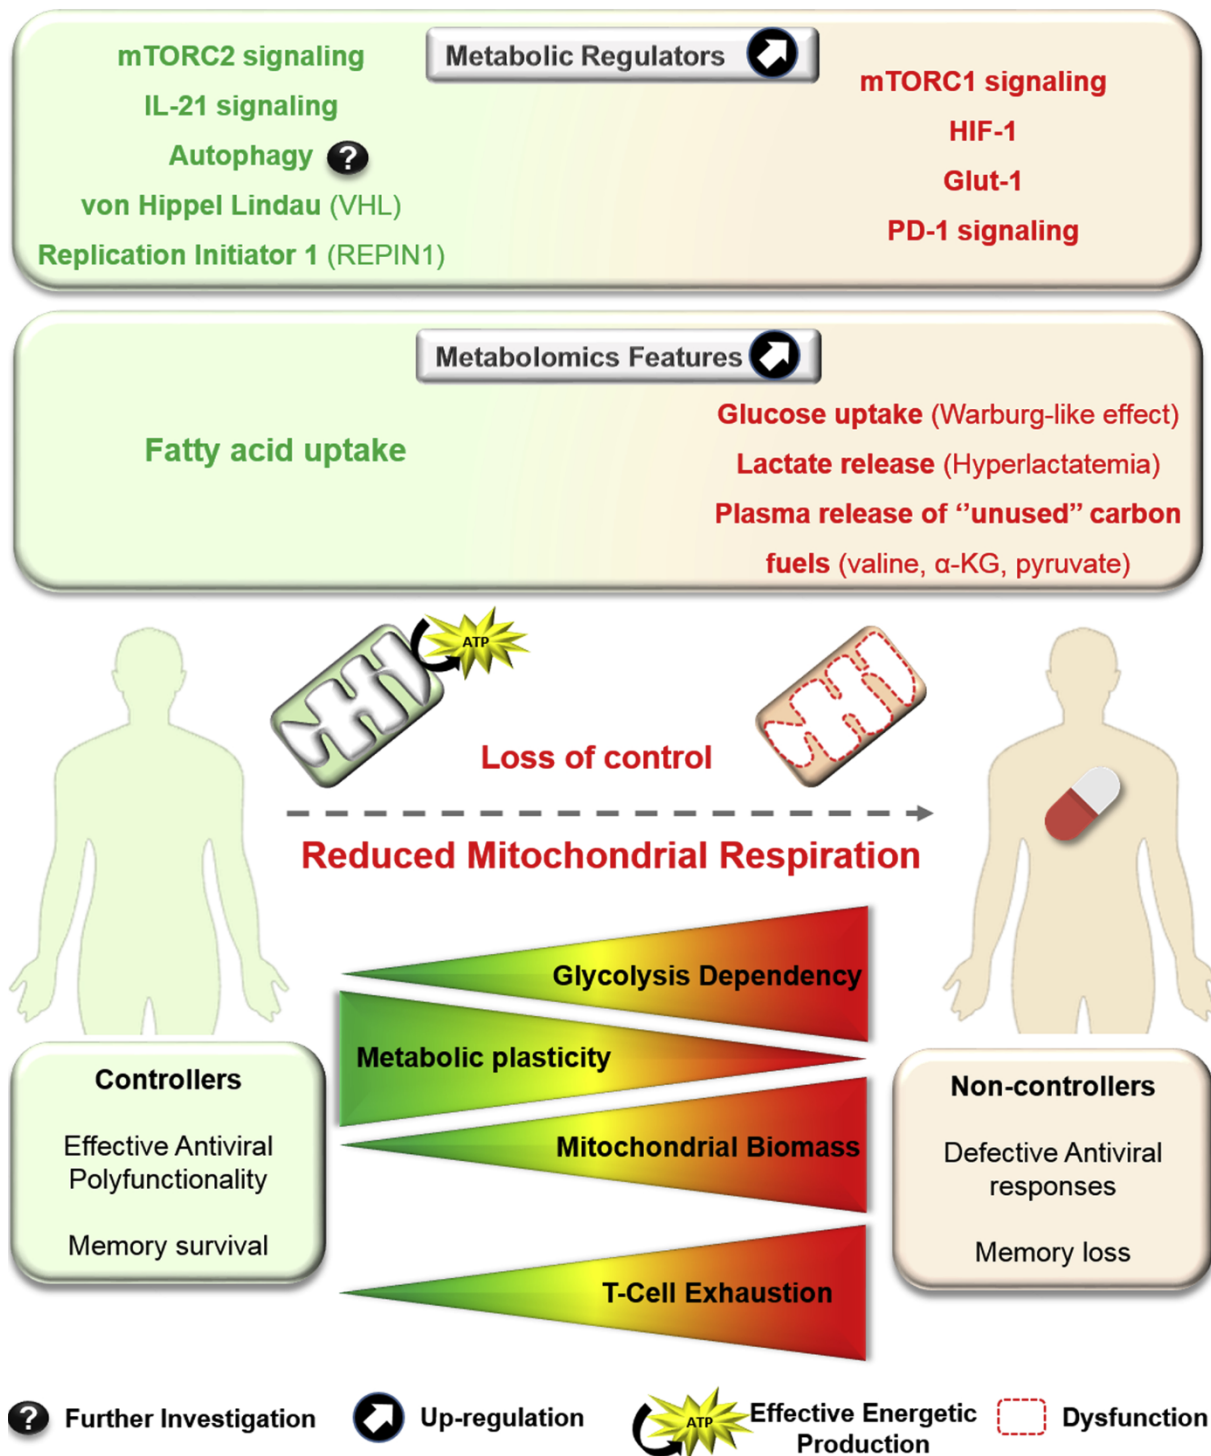 Metabolic Regulators
mTORC2 signaling
IL-21 signaling
Autophagy ?
von Hippel Lindau (VHL)
Replication Initiator 1 (REPIN1)
mTORC1 signaling
HIF-1
Glut-1
PD-1 signaling
Metabolomics Features
Fatty acid uptake
Glucose uptake (Warburg-like effect)
Lactate release (Hyperlactatemia)
Plasma release of ‘’unused’’ carbon
fuels (valine, α-KG, pyruvate)
ATP
Loss of control
Reduced Mitochondrial Respiration
Glycolysis Dependency
Metabolic plasticity
Mitochondrial Biomass
T-Cell Exhaustion
Controllers
Effective Antiviral
Polyfunctionality
Memory survival
Non-controllers
Defective Antiviral
responses
Memory loss
? Further Investigation
Up-regulation
ATP
Effective Energetic
Production
Dysfunction